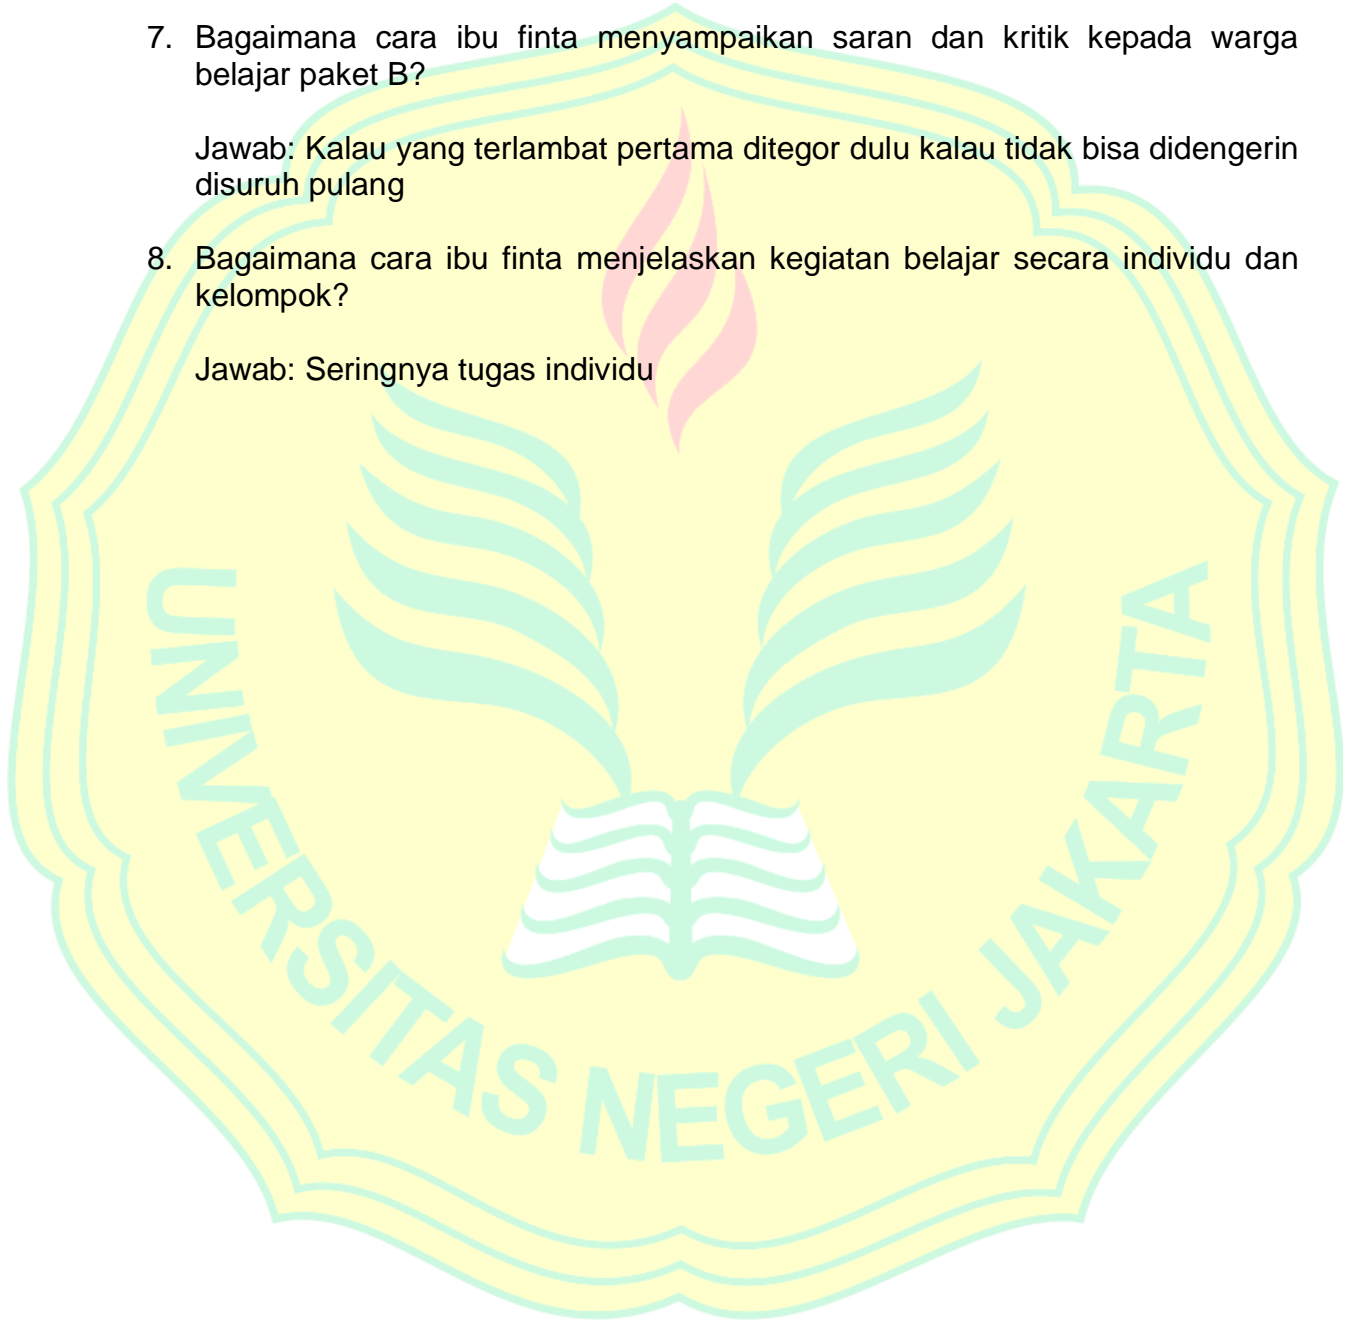 7. Bagaimana cara ibu finta menyampaikan saran dan kritik kepada warga
belajar paket B?
Jawab: Kalau yang terlambat pertama ditegor dulu kalau tidak bisa didengerin
disuruh pulang
8. Bagaimana cara ibu finta menjelaskan kegiatan belajar secara individu dan
kelompok?
Jawab: Seringnya tugas individu
UNIVERSITAS NEGERI JAKARTA